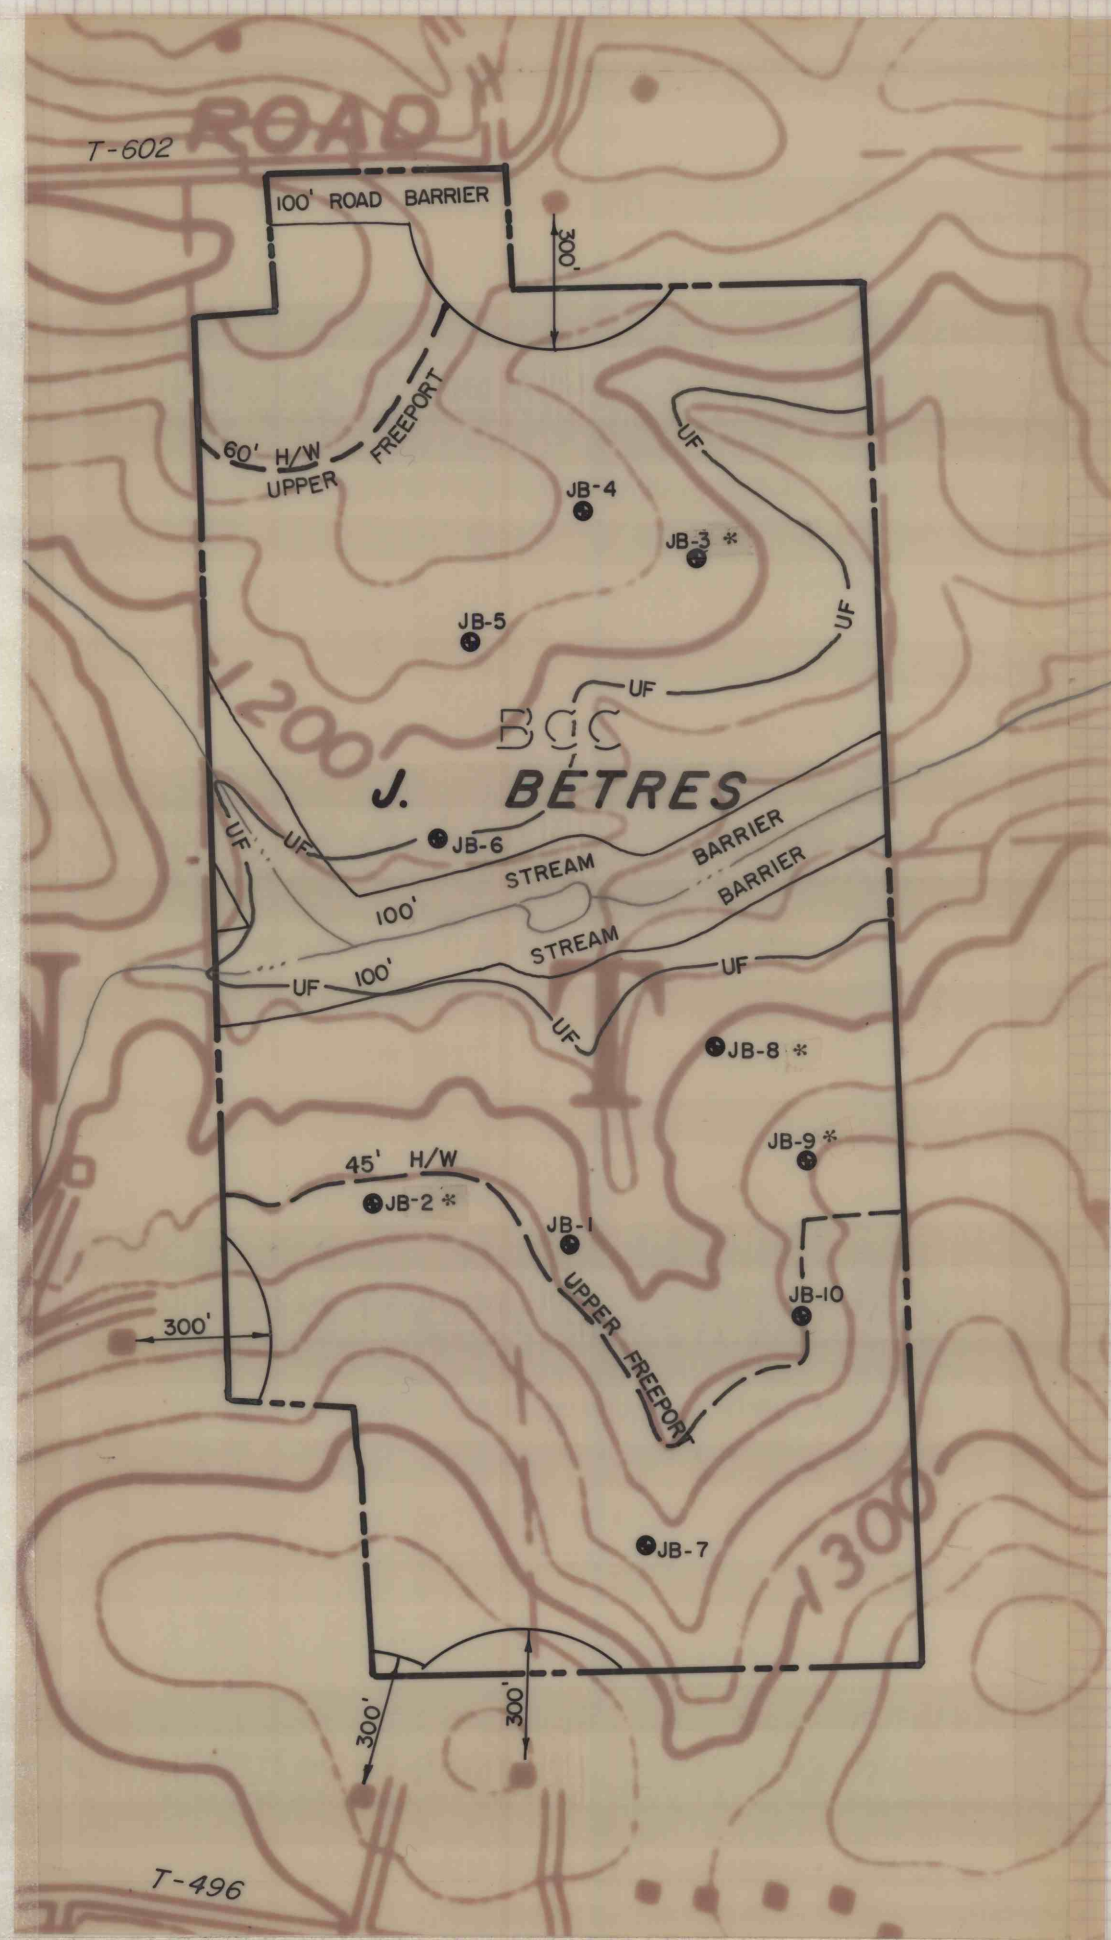 ROAD
T-602
100' ROAD BARRIER
300'
60' H/W
UPPER FREEPORT
UF
JB-4
JB-3 *
UF
JB-5
UF
1200
BCC
J. BETRES
UF
UF
JB-6
STREAM BARRIER
100'
BARRIER
STREAM
UF
100'
UF
UF
T
JB-8 *
JB-9 *
45' H/W
JB-2 *
JB-1
UPPER FREEPORT
JB-10
300'
JB-7
1300
300'
300'
T-496